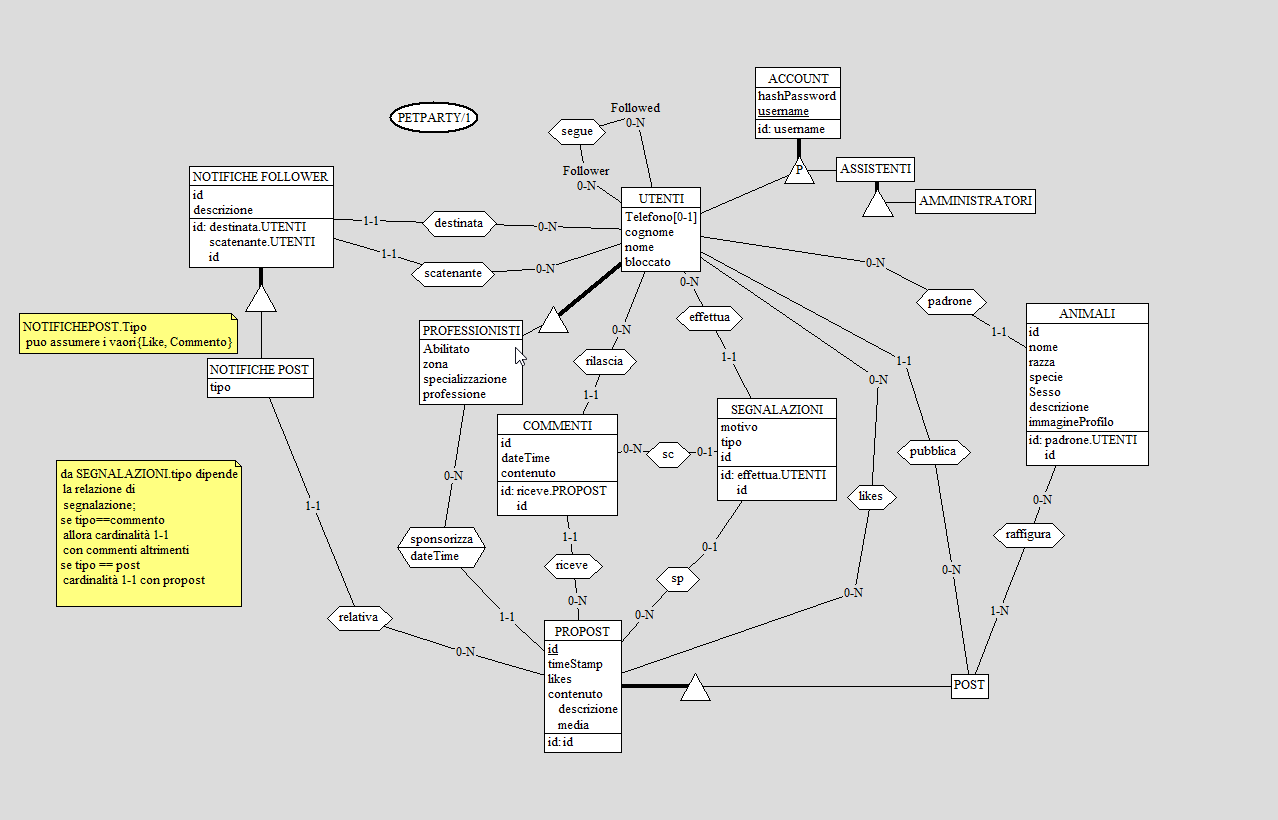 ACCOUNT
hashPassword
username
id: username
P
ASSISTENTI
AMMINISTRATORI
PETPARTY/1
Followed
0-N
segue
Follower
0-N
UTENTI
Telefono[0-1]
cognome
nome
bloccato
NOTIFICHE FOLLOWER
id
descrizione
id: destinata.UTENTI
scatenante.UTENTI
id
1-1
destinata
0-N
1-1
scatenante
0-N
NOTIFICHEPOST.Tipo
puo assumere i vaori{Like, Commento}
NOTIFICHE POST
tipo
PROFESSIONISTI
Abilitato
zona
specializzazione
professione
0-N
rilascia
1-1
0-N
effettua
1-1
0-N
padrone
1-1
ANIMALI
id
nome
razza
specie
Sesso
descrizione
immagineProfilo
id: padrone.UTENTI
id
COMMENTI
id
dateTime
contenuto
id: riceve.PROPOST
id
0-N
sc
0-1
SEGNALAZIONI
motivo
tipo
id
id: effettua.UTENTI
id
0-N
likes
0-N
1-1
pubblica
0-N
0-N
raffigura
1-N
da SEGNALAZIONI.tipo dipende
la relazione di
segnalazione;
se tipo==commento
allora cardinalità 1-1
con commenti altrimenti
se tipo == post
cardinalità 1-1 con propost
1-1
relativa
0-N
0-N
sponsorizza
dateTime
1-1
1-1
riceve
0-N
0-1
sp
0-N
PROPOST
id
timeStamp
likes
contenuto
descrizione
media
id: id
POST